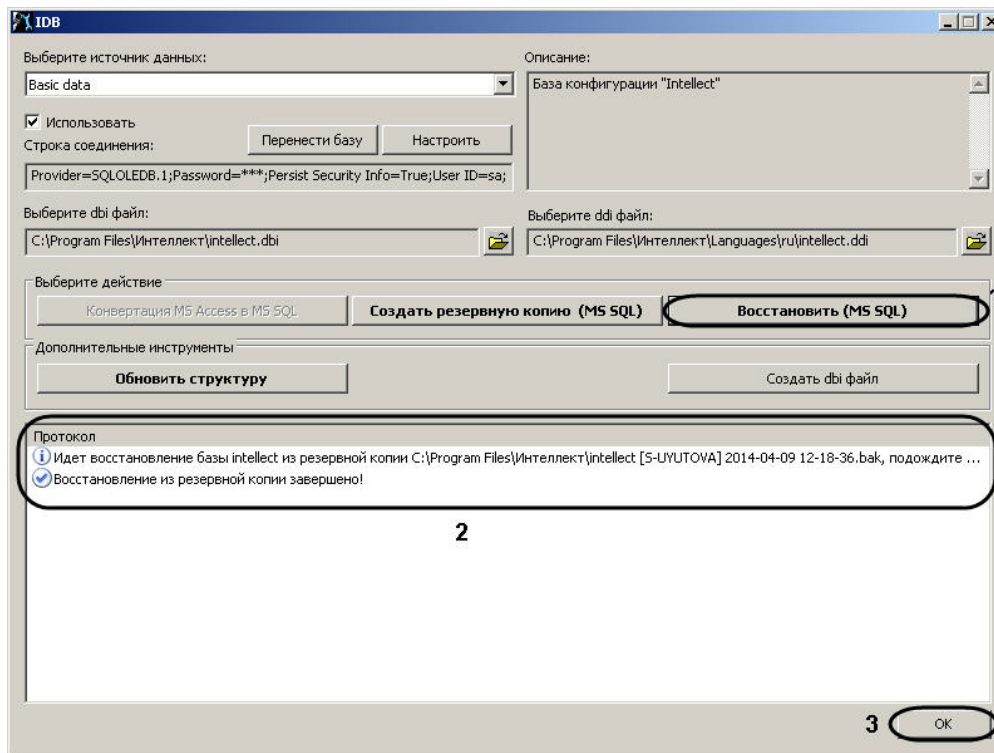 IDB
Выберите источник данных:
Basic data
Описание:
База конфигурации "Intellect"
Использовать
Строка соединения:
Перенести базу
Настроить
Provider=SQLOLEDB.1;Password=***;Persist Security Info=True;User ID=sa;
Выберите dbi файл:
C:\Program Files\Интеллект\intellect.dbi
Выберите ddi файл:
C:\Program Files\Интеллект\Languages\ru\intellect.ddi
Выберите действие
Конвертация MS Access в MS SQL
Создать резервную копию (MS SQL)
Восстановить (MS SQL)
Дополнительные инструменты
Обновить структуру
Создать dbi файл
Протокол
Идет восстановление базы intellect из резервной копии C:\Program Files\Интеллект\intellect [S-UYUTOVA] 2014-04-09 12-18-36.bak, подождите ...
Восстановление из резервной копии завершено!
2
3
OK